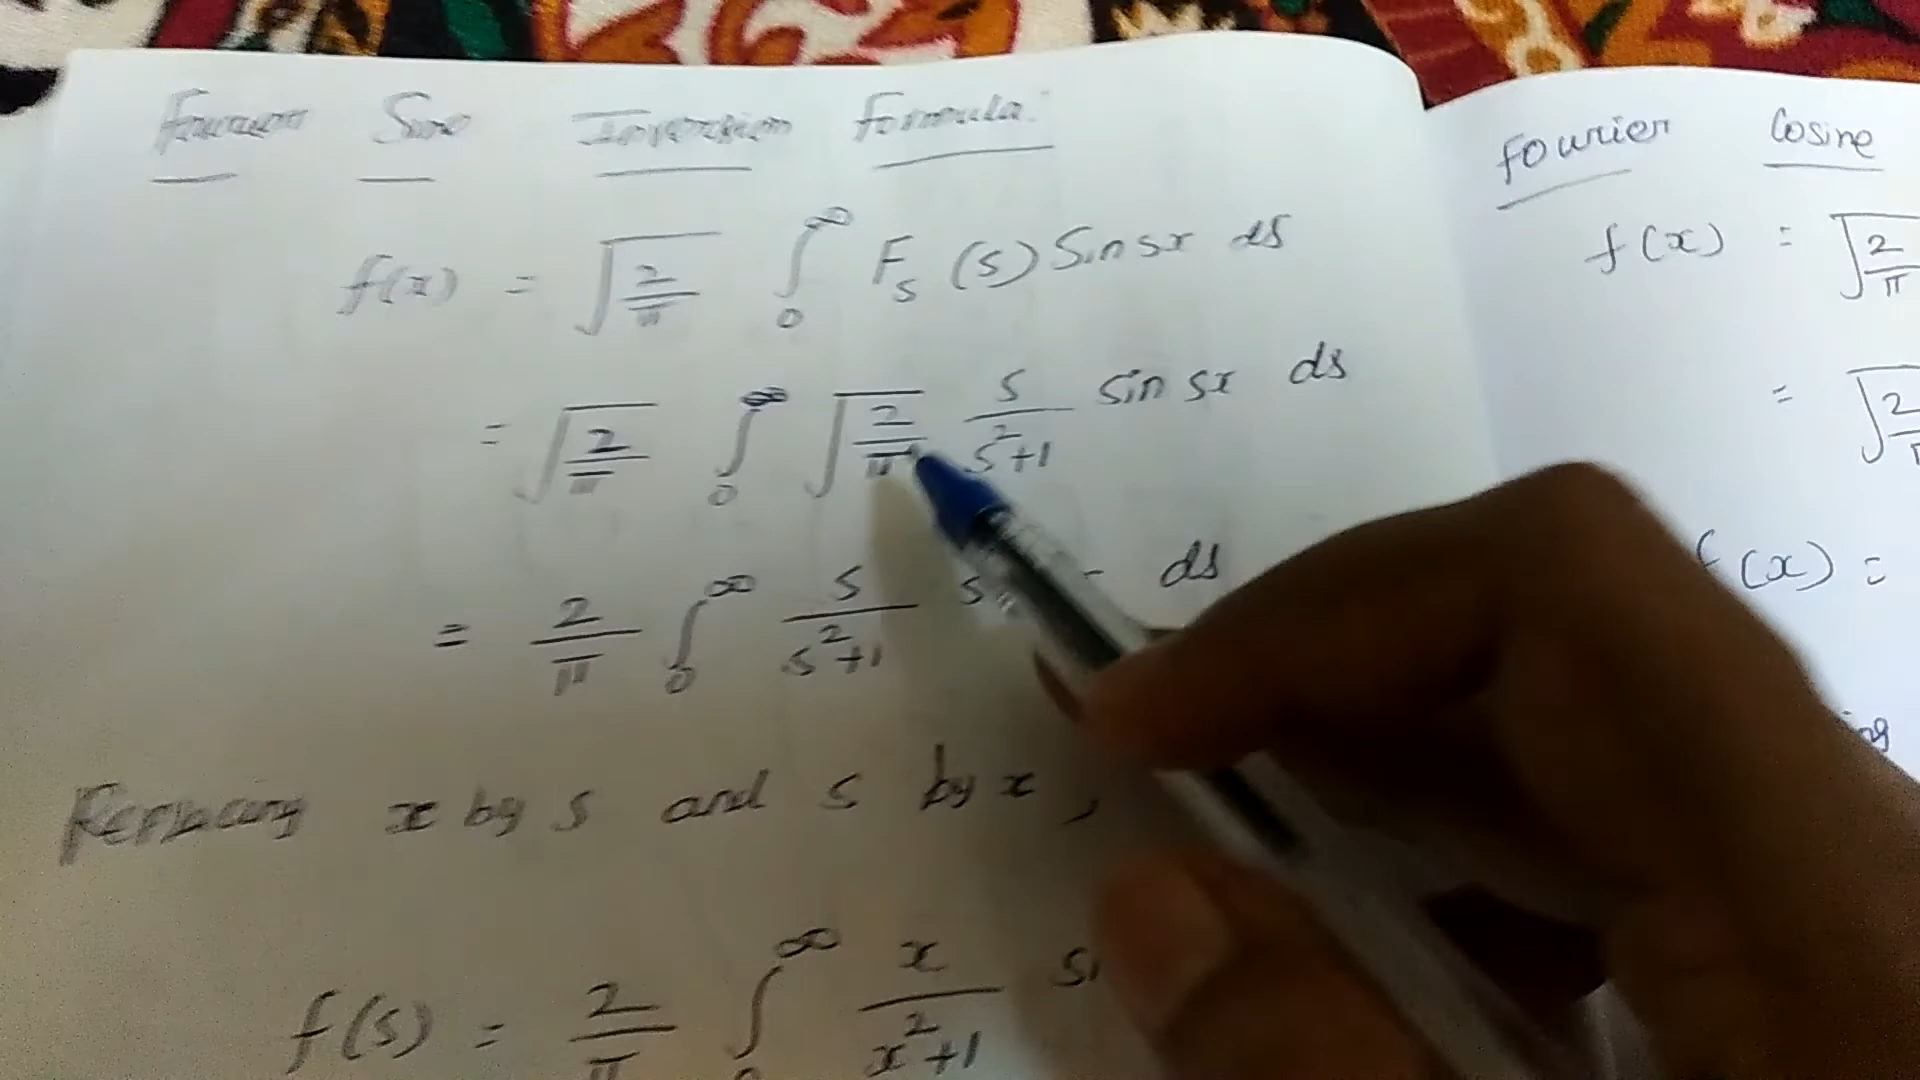 Fourier Sine Inversion formula:
f(x) = √(2/π) ∫₀^∞ F_s (s) Sin sx ds
= √(2/π) ∫₀^∞ √(2/π) s/(s²+1) sin sx ds
= 2/π ∫₀^∞ s/(s²+1) ds
Replacing x by s and s by x,
f(s) = 2/π ∫₀^∞ x/(x²+1)
Fourier Cosine
f(x) = √(2/π)
= √2
f(x) =